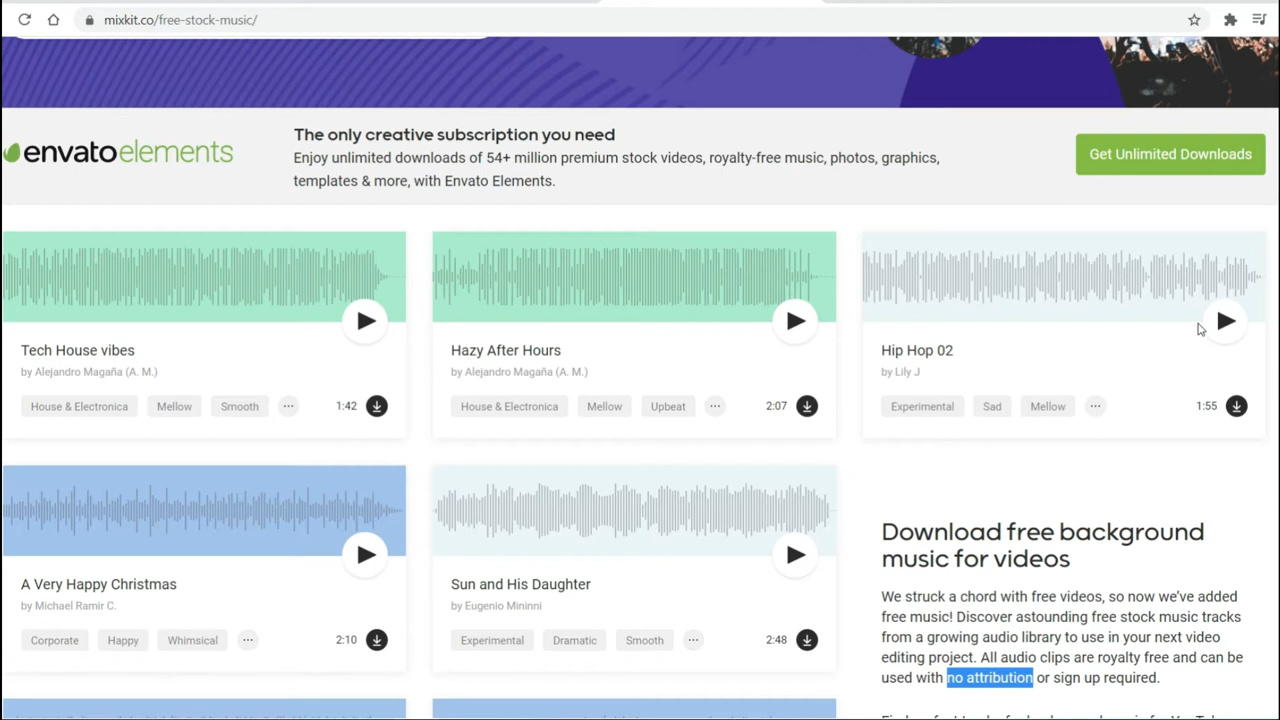 mixkit.co/free-stock-music/
envato elements
The only creative subscription you need
Enjoy unlimited downloads of 54+ million premium stock videos, royalty-free music, photos, graphics,
templates & more, with Envato Elements.
Get Unlimited Downloads
Tech House vibes
by Alejandro Magaña (A. M.)
House & Electronica Mellow Smooth ... 1:42
Hazy After Hours
by Alejandro Magaña (A. M.)
House & Electronica Mellow Upbeat ... 2:07
Hip Hop 02
by Lily J
Experimental Sad Mellow ... 1:55
A Very Happy Christmas
by Michael Ramir C.
Corporate Happy Whimsical ... 2:10
Sun and His Daughter
by Eugenio Mininni
Experimental Dramatic Smooth ... 2:48
Download free background
music for videos
We struck a chord with free videos, so now we've added
free music! Discover astounding free stock music tracks
from a growing audio library to use in your next video
editing project. All audio clips are royalty free and can be
used with no attribution or sign up required.